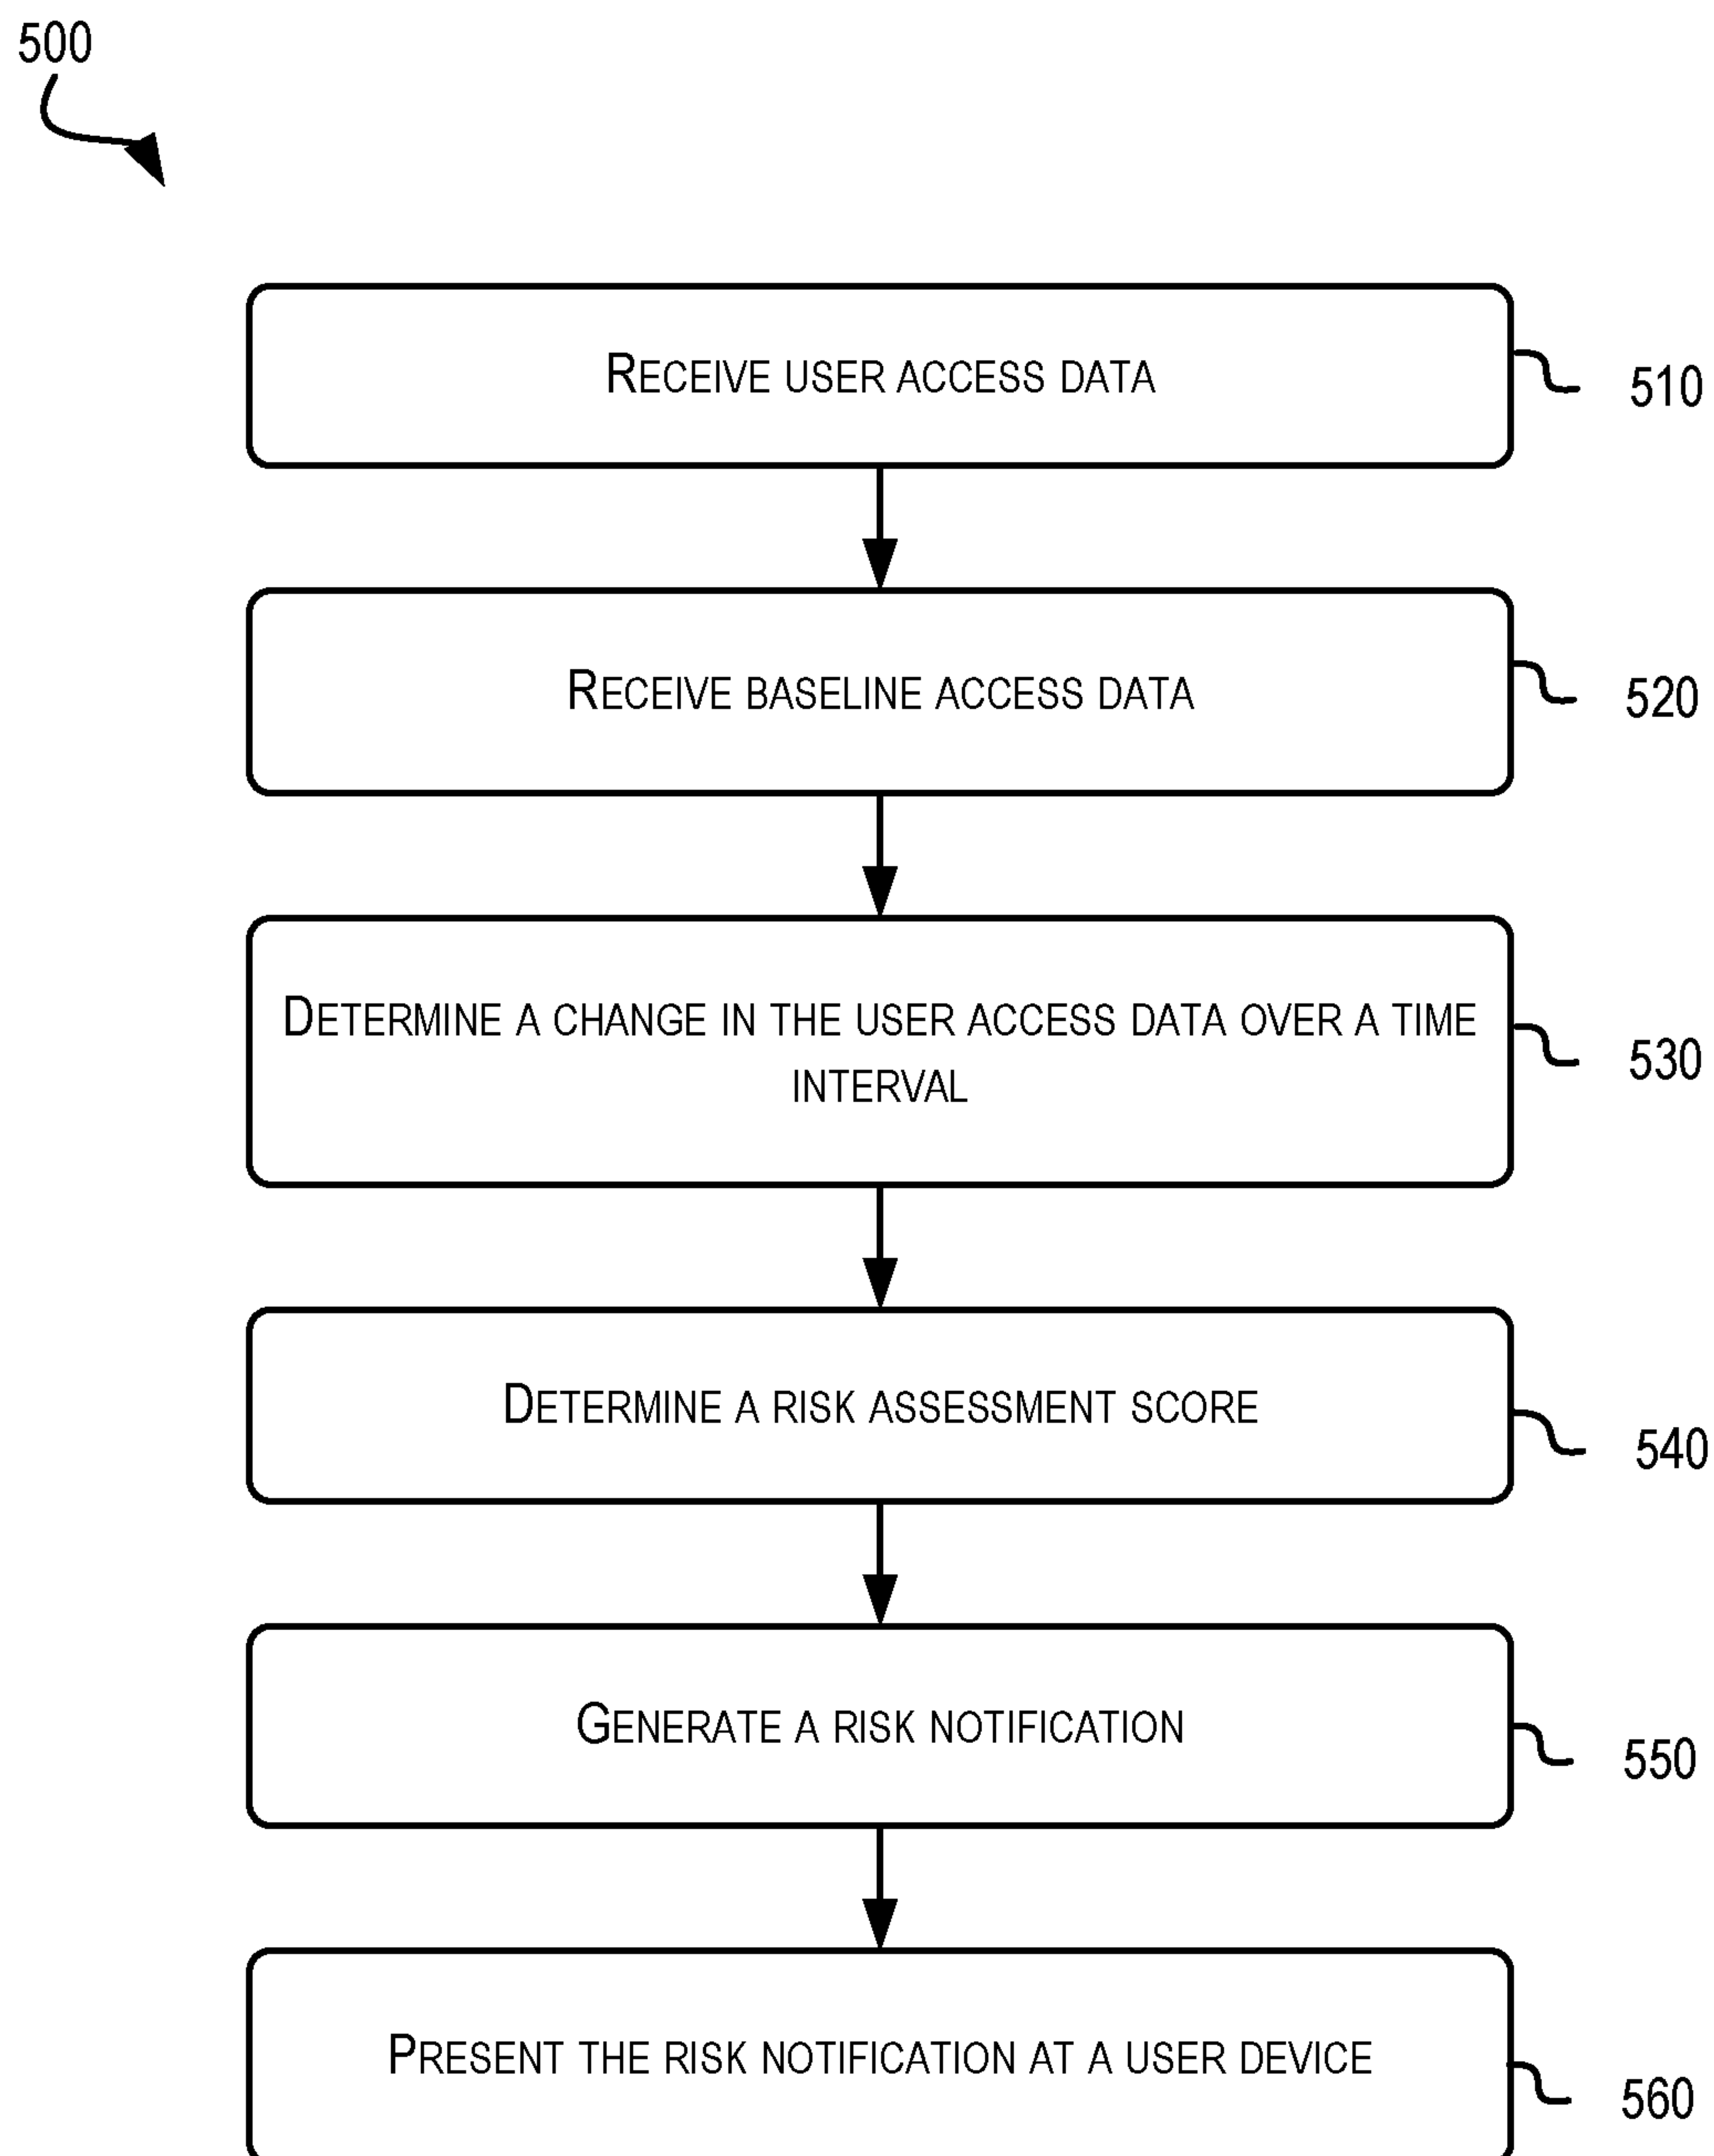 500
RECEIVE USER ACCESS DATA
510
RECEIVE BASELINE ACCESS DATA
520
DETERMINE A CHANGE IN THE USER ACCESS DATA OVER A TIME
INTERVAL
530
DETERMINE A RISK ASSESSMENT SCORE
540
GENERATE A RISK NOTIFICATION
550
PRESENT THE RISK NOTIFICATION AT A USER DEVICE
560